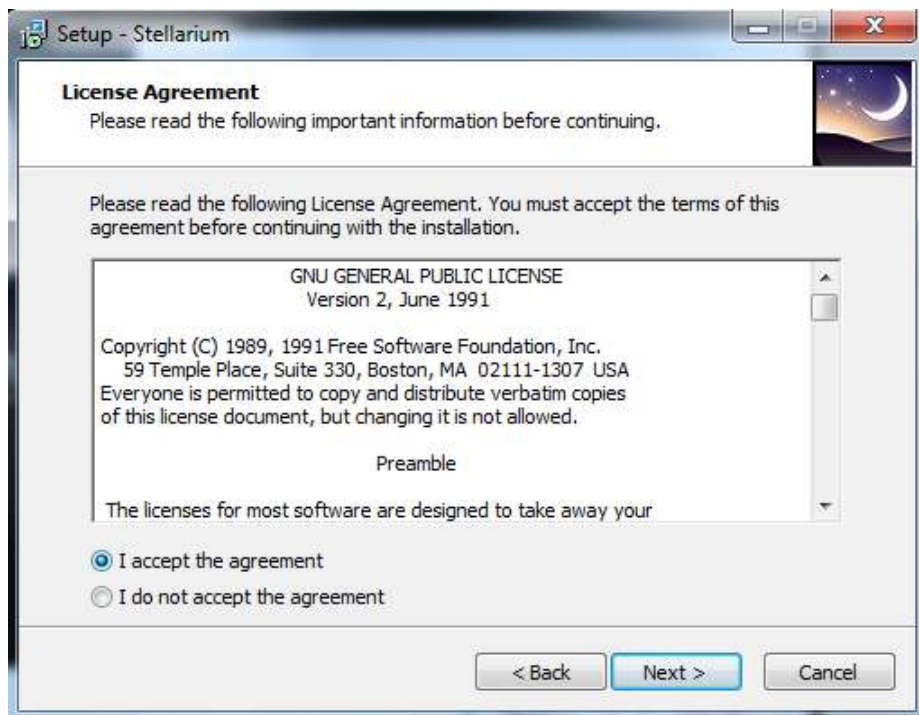 Setup - Stellarium
License Agreement
Please read the following important information before continuing.
Please read the following License Agreement. You must accept the terms of this
agreement before continuing with the installation.
GNU GENERAL PUBLIC LICENSE
Version 2, June 1991
Copyright (C) 1989, 1991 Free Software Foundation, Inc.
59 Temple Place, Suite 330, Boston, MA 02111-1307 USA
Everyone is permitted to copy and distribute verbatim copies
of this license document, but changing it is not allowed.
Preamble
The licenses for most software are designed to take away your
I accept the agreement
I do not accept the agreement
< Back Next > Cancel